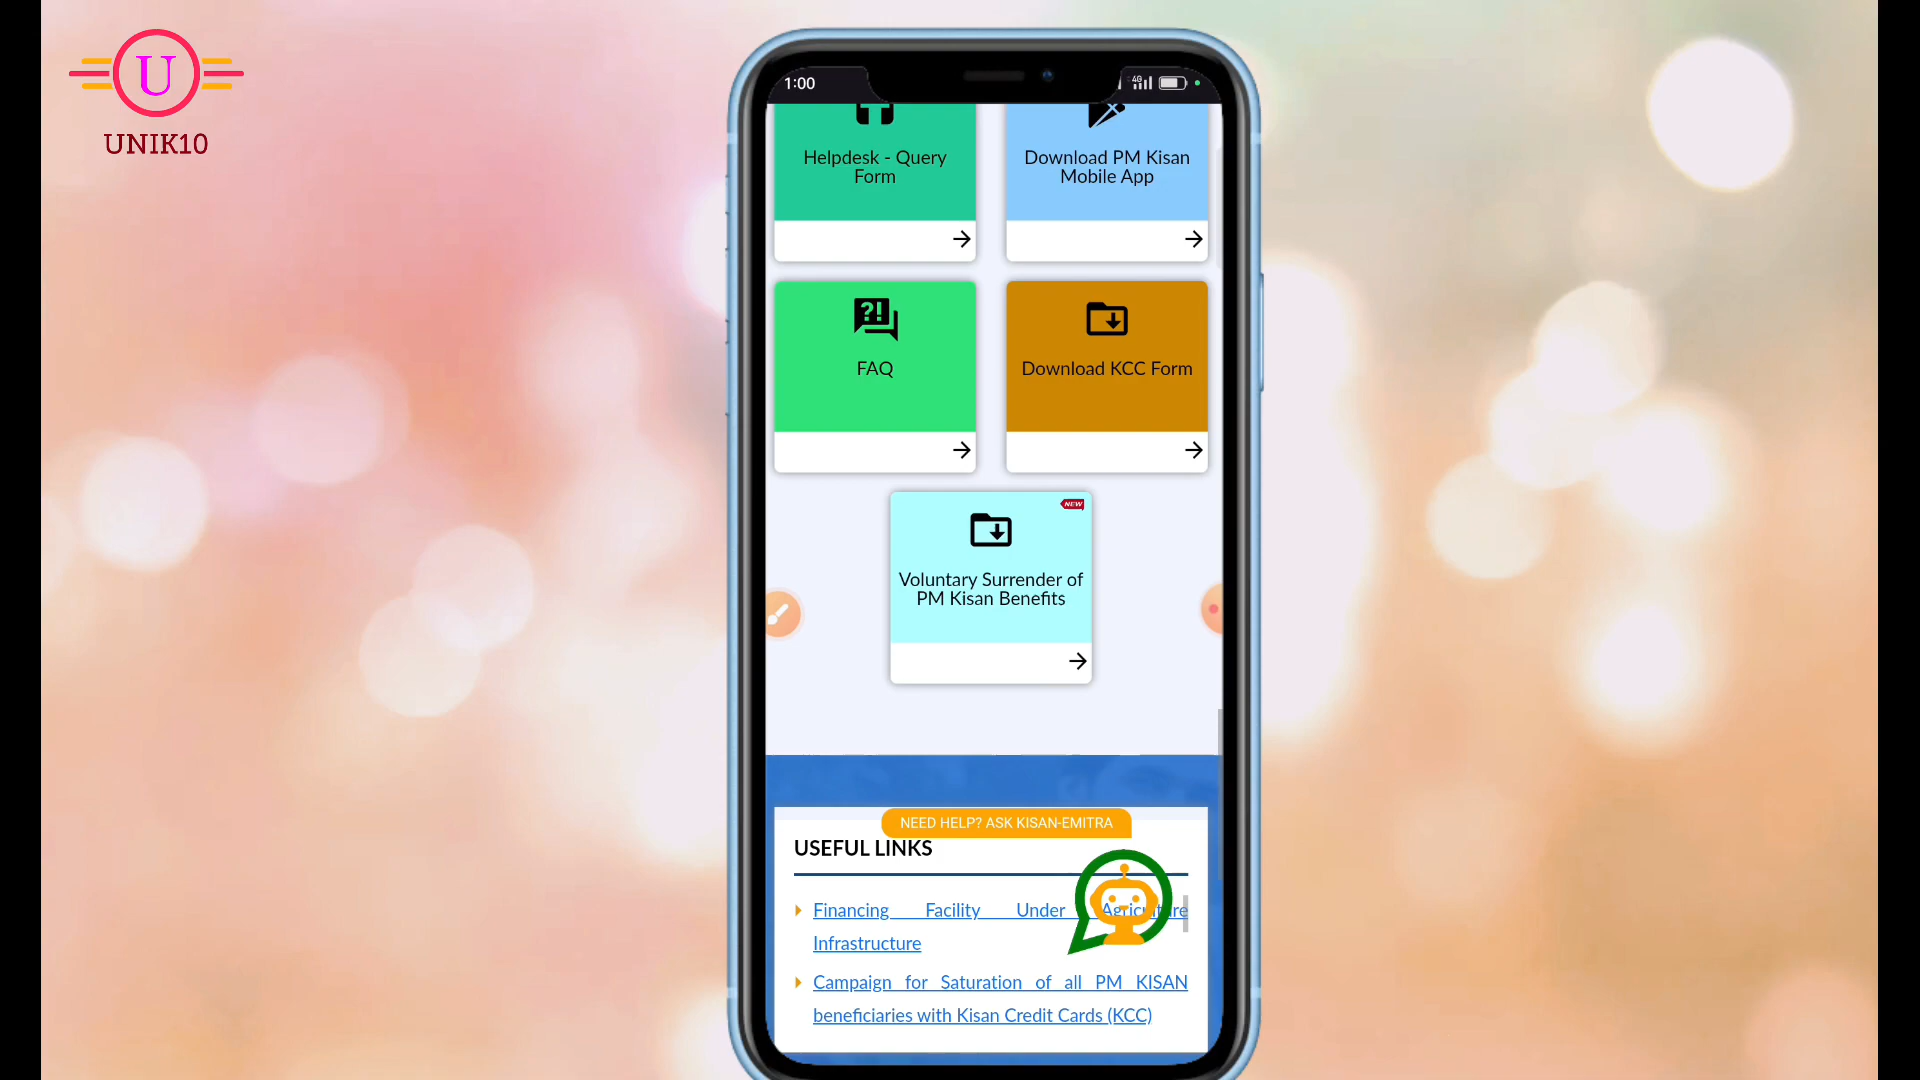 U
UNIK10
1:00
4G
Helpdesk - Query
Form
Download PM Kisan
Mobile App
?!
FAQ
Download KCC Form
NEW
Voluntary Surrender of
PM Kisan Benefits
NEED HELP? ASK KISAN-EMITRA
USEFUL LINKS
Financing Facility Under Agriculture
Infrastructure
Campaign for Saturation of all PM KISAN
beneficiaries with Kisan Credit Cards (KCC)